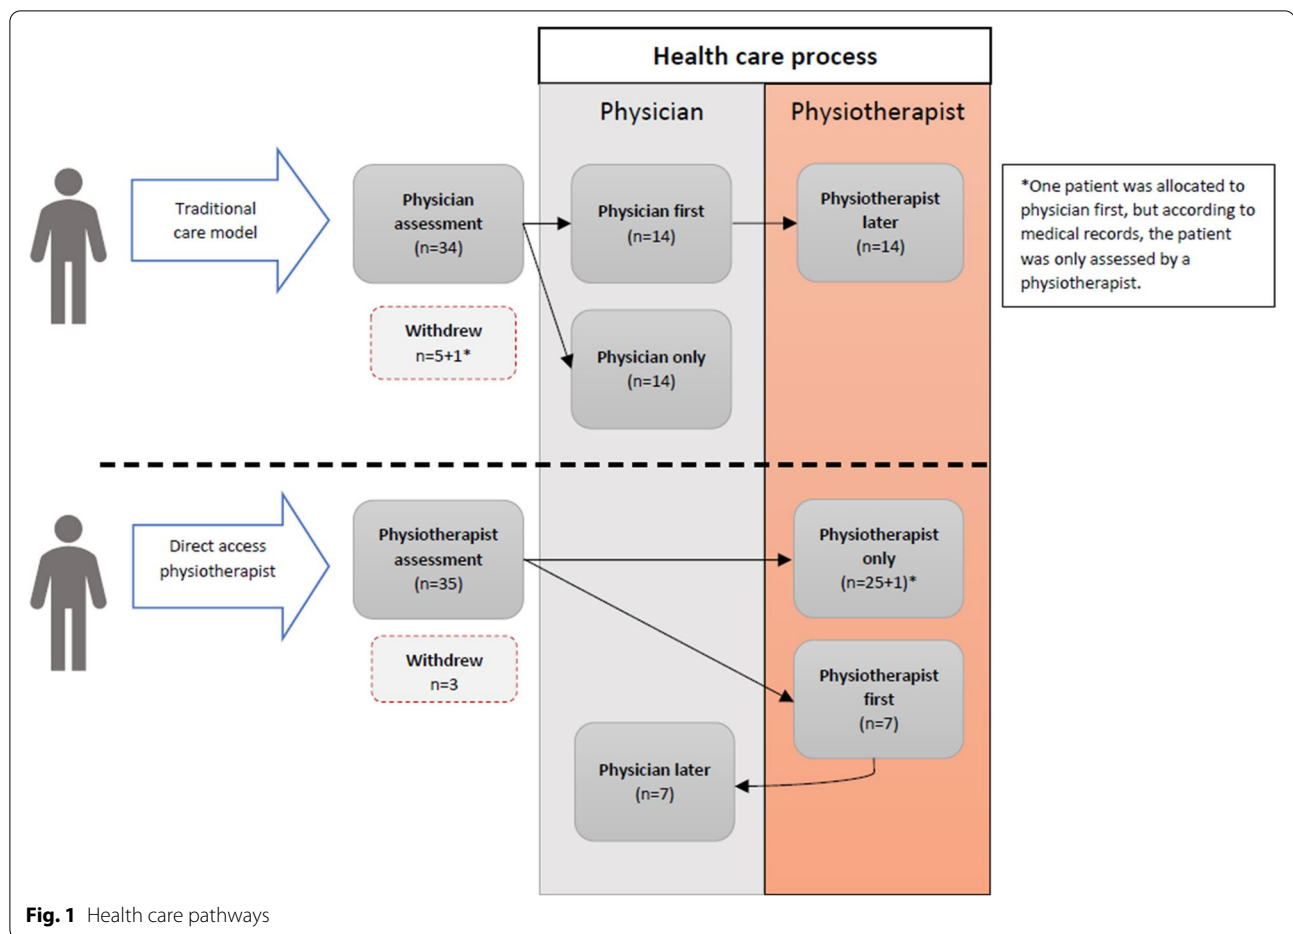 Health care process
Physician
Physiotherapist
Traditional
care model
Physician
assessment
(n=34)
Physician first
(n=14)
Physiotherapist
later
(n=14)
*One patient was allocated to
physician first, but according to
medical records, the patient
was only assessed by a
physiotherapist.
Withdrew
n=5+1*
Physician only
(n=14)
Direct access
physiotherapist
Physiotherapist
assessment
(n=35)
Physiotherapist
only
(n=25+1)*
Withdrew
n=3
Physiotherapist
first
(n=7)
Physician later
(n=7)
Fig. 1 Health care pathways